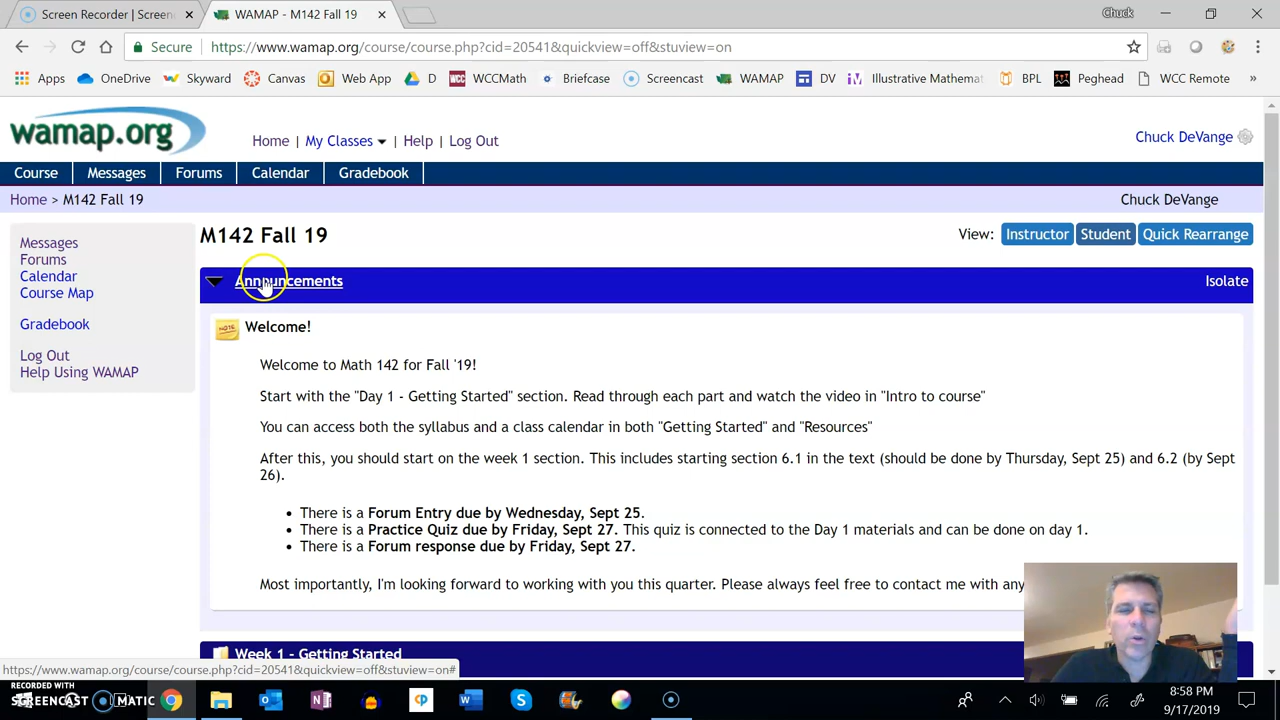 Screen Recorder | Screen
WAMAP - M142 Fall 19
Chuck
Secure https://www.wamap.org/course/course.php?cid=20541&quickview=off&stuview=on
Apps OneDrive Skyward Canvas Web App D WCCMath Briefcase Screencast WAMAP DV Illustrative Mathemat BPL Peghead WCC Remote »
wamap.org
Home | My Classes | Help | Log Out
Chuck DeVange
Course Messages Forums Calendar Gradebook
Home > M142 Fall 19
Chuck DeVange
Messages
Forums
Calendar
Course Map
Gradebook
Log Out
Help Using WAMAP
M142 Fall 19
View: Instructor Student Quick Rearrange
Announcements
Isolate
NOTE
Welcome!
Welcome to Math 142 for Fall '19!
Start with the "Day 1 - Getting Started" section. Read through each part and watch the video in "Intro to course"
You can access both the syllabus and a class calendar in both "Getting Started" and "Resources"
After this, you should start on the week 1 section. This includes starting section 6.1 in the text (should be done by Thursday, Sept 25) and 6.2 (by Sept
26).
• There is a Forum Entry due by Wednesday, Sept 25.
• There is a Practice Quiz due by Friday, Sept 27. This quiz is connected to the Day 1 materials and can be done on day 1.
• There is a Forum response due by Friday, Sept 27.
Most importantly, I'm looking forward to working with you this quarter. Please always feel free to contact me with any
Week 1 - Getting Started
https://www.wamap.org/course/course.php?cid=20541&quickview=off&stuview=on#
RECORDED WITH
SCREENCAST MATIC
8:58 PM
9/17/2019